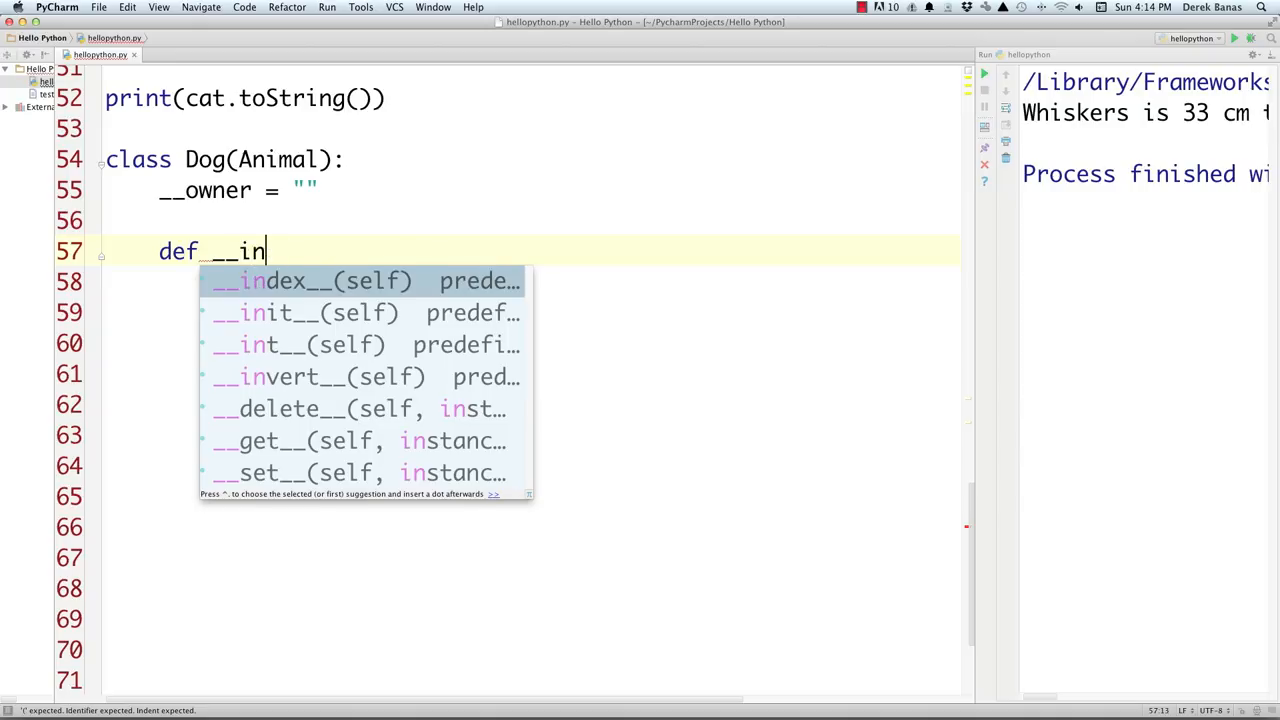 PyCharm File Edit View Navigate Code Refactor Run Tools VCS Window Help 10 Sun 4:14 PM Derek Banas
hellopython.py – Hello Python – [~/PycharmProjects/Hello Python]
Hello Python hellopython.py hellopython
hellopython.py Run hellopython
Hello P
hell
test
Extern
51
52 print(cat.toString())
53
54 class Dog(Animal):
55 __owner = ""
56
57 def __in
58
59
60
61
62
63
64
65
66
67
68
69
70
71
__index__(self) prede…
__init__(self) predef…
__int__(self) predefi…
__invert__(self) pred…
__delete__(self, inst…
__get__(self, instanc…
__set__(self, instanc…
Press ^. to choose the selected (or first) suggestion and insert a dot afterwards >>
π
/Library/Frameworks
Whiskers is 33 cm t
Process finished wi
'(' expected. Identifier expected. Indent expected. 57:13 LF UTF-8